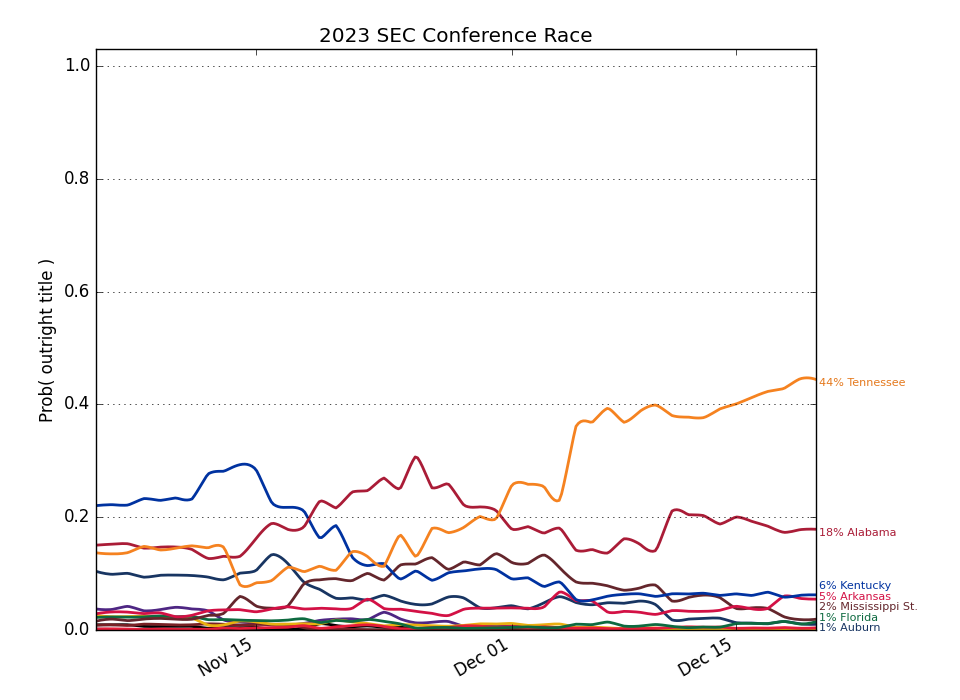 2023 SEC Conference Race
Prob( outright title )
1.0
0.8
0.6
0.4
0.2
0.0
44% Tennessee
18% Alabama
6% Kentucky
5% Arkansas
2% Mississippi St.
1% Florida
1% Auburn
Nov 15
Dec 01
Dec 15